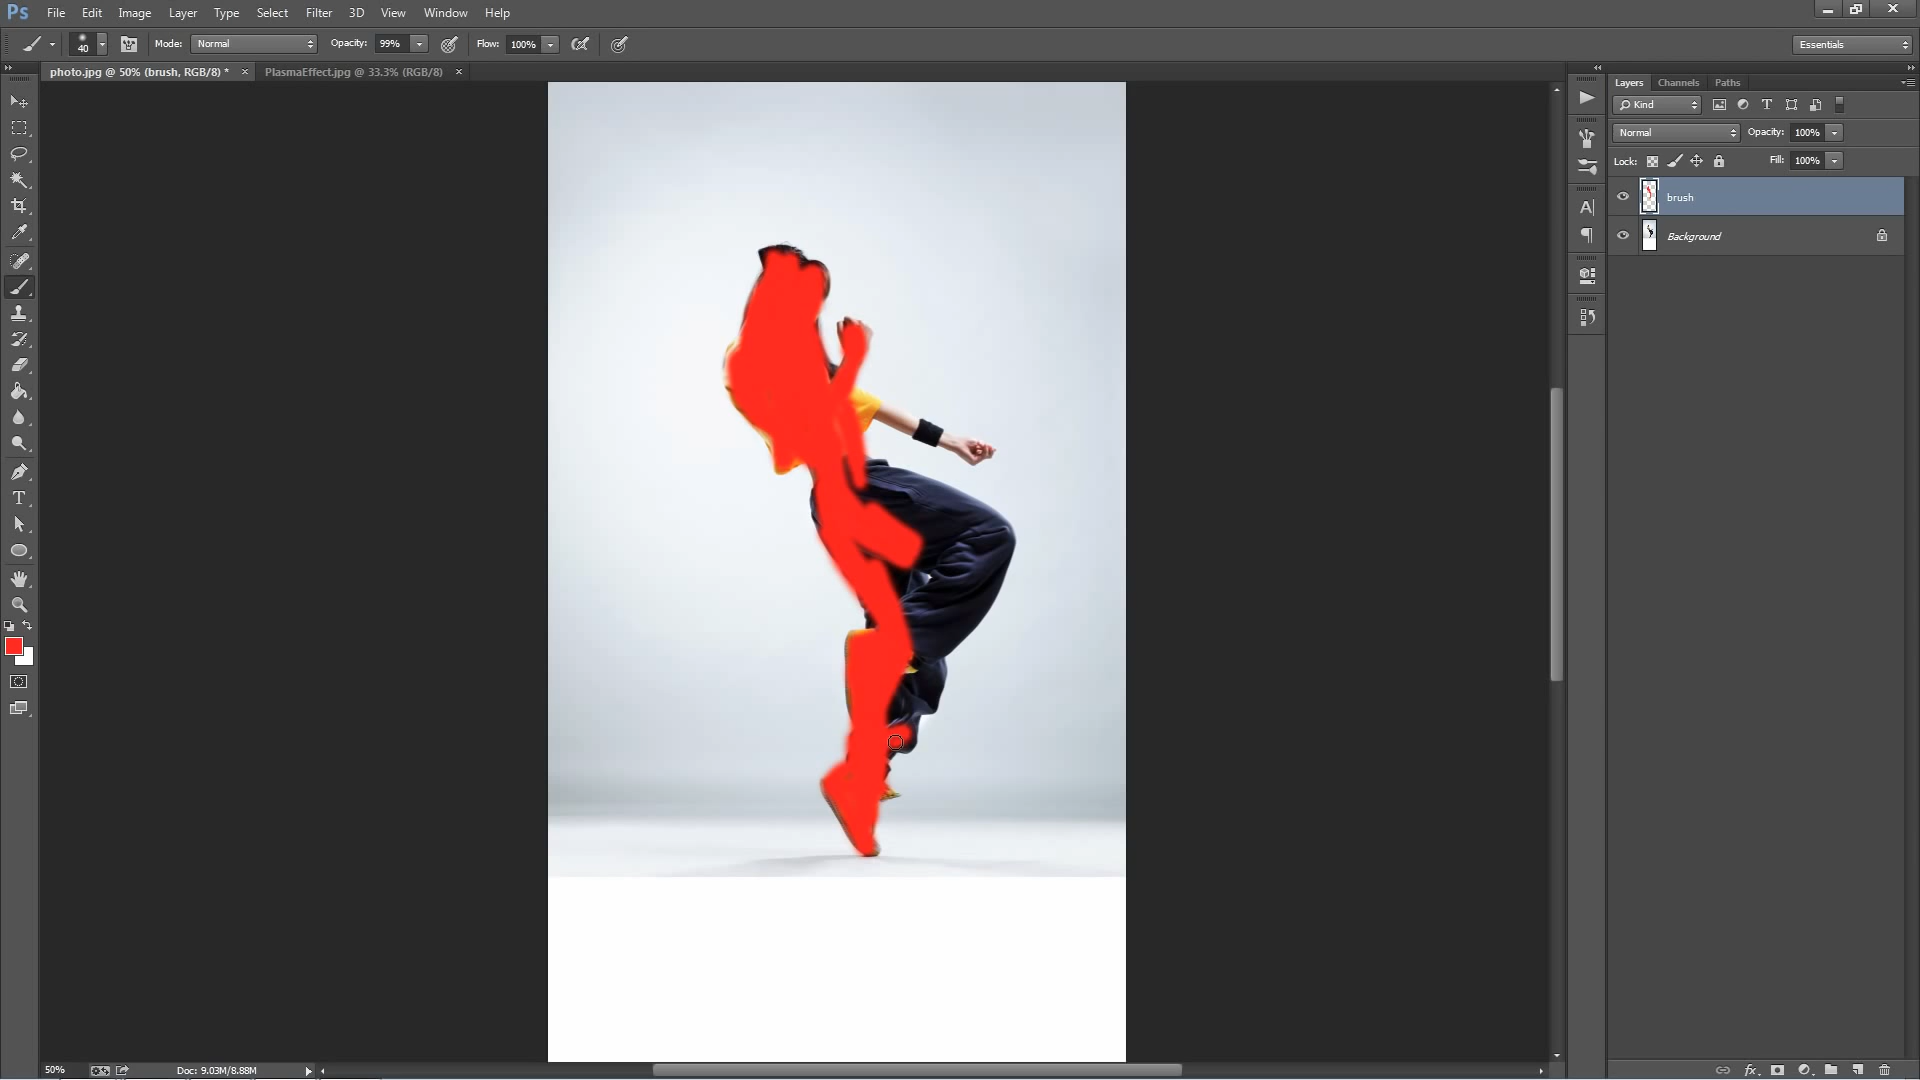 Ps File Edit Image Layer Type Select Filter 3D View Window Help
40 Mode: Normal Opacity: 99% Flow: 100% Essentials
photo.jpg @ 50% (brush, RGB/8) * × PlasmaEffect.jpg @ 33.3% (RGB/8) ×
Layers Channels Paths
Kind
Normal Opacity: 100%
Lock: Fill: 100%
brush
Background
50% Doc: 9.03M/8.88M